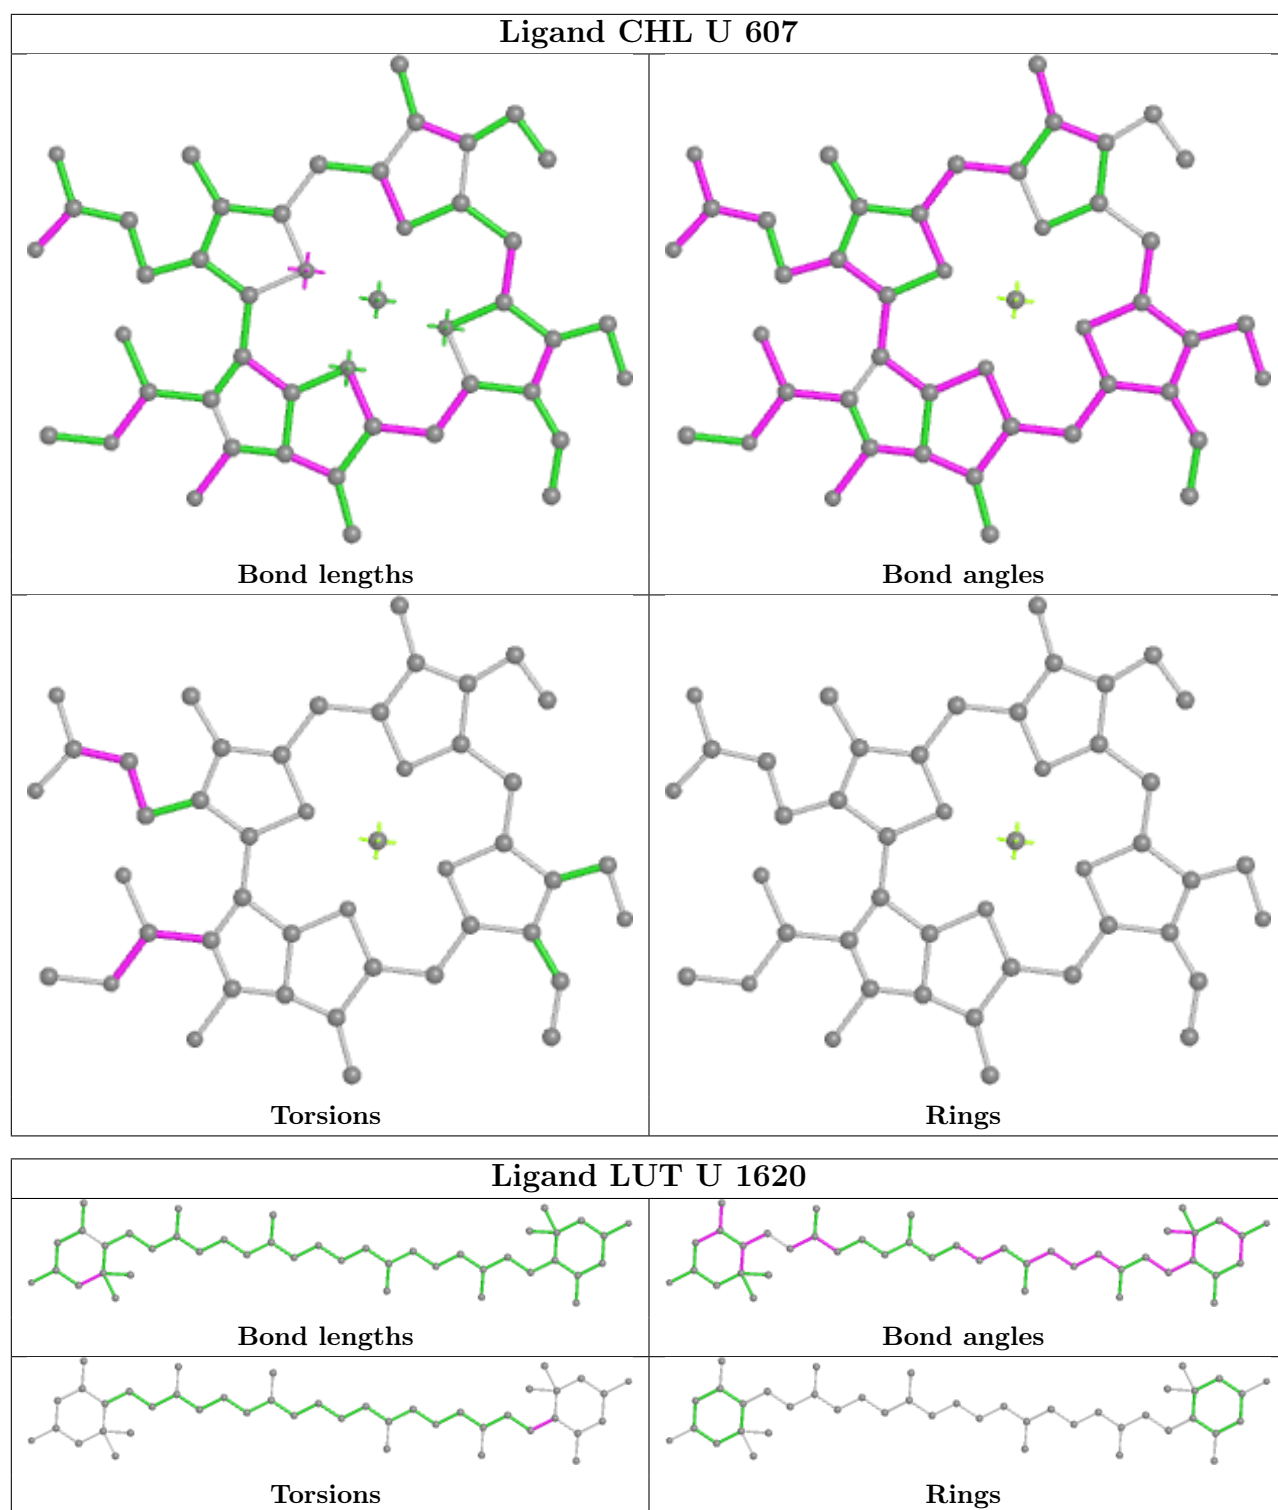 Ligand CHL U 607
Bond lengths
Bond angles
Torsions
Rings
Ligand LUT U 1620
Bond lengths
Bond angles
Torsions
Rings